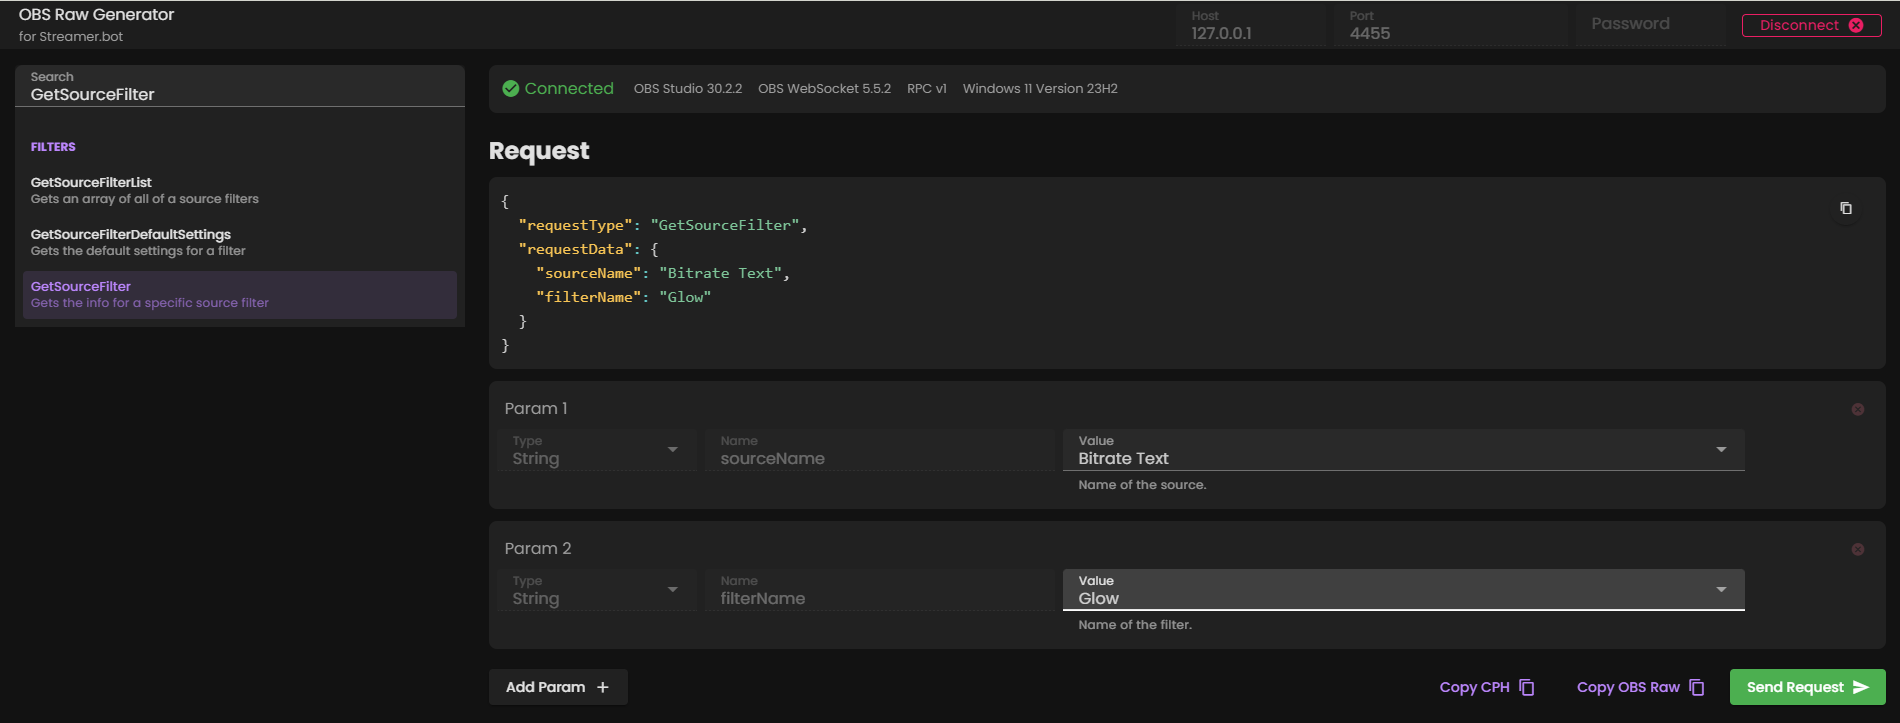 OBS Raw Generator
for Streamer.bot
Host
127.0.0.1
Port
4455
Password
Disconnect
Search
GetSourceFilter
FILTERS
GetSourceFilterList
Gets an array of all of a source filters
GetSourceFilterDefaultSettings
Gets the default settings for a filter
GetSourceFilter
Gets the info for a specific source filter
Connected OBS Studio 30.2.2 OBS WebSocket 5.5.2 RPC v1 Windows 11 Version 23H2
Request
{
  "requestType": "GetSourceFilter",
  "requestData": {
    "sourceName": "Bitrate Text",
    "filterName": "Glow"
  }
}
Param 1
Type
String
Name
sourceName
Value
Bitrate Text
Name of the source.
Param 2
Type
String
Name
filterName
Value
Glow
Name of the filter.
Add Param +
Copy CPH
Copy OBS Raw
Send Request